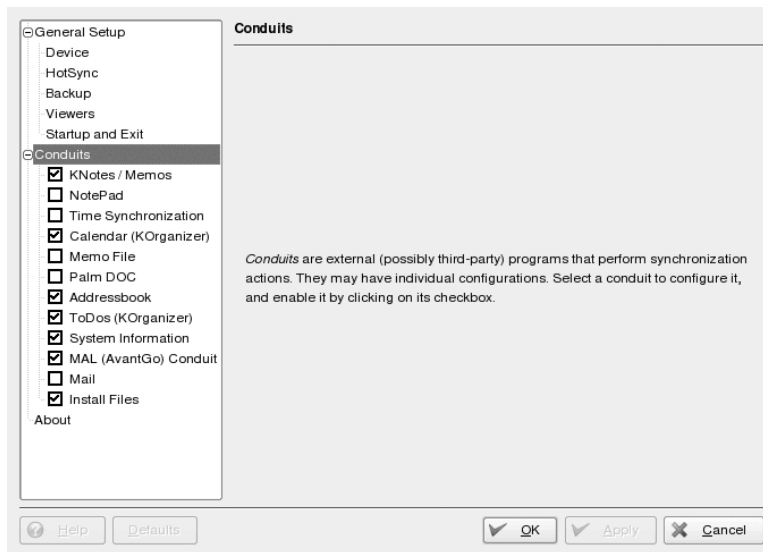 General Setup
Device
HotSync
Backup
Viewers
Startup and Exit
Conduits
KNotes / Memos
NotePad
Time Synchronization
Calendar (KOrganizer)
Memo File
Palm DOC
Addressbook
ToDos (KOrganizer)
System Information
MAL (AvantGo) Conduit
Mail
Install Files
About
Conduits
Conduits are external (possibly third-party) programs that perform synchronization
actions. They may have individual configurations. Select a conduit to configure it,
and enable it by clicking on its checkbox.
Help
Defaults
OK
Apply
Cancel